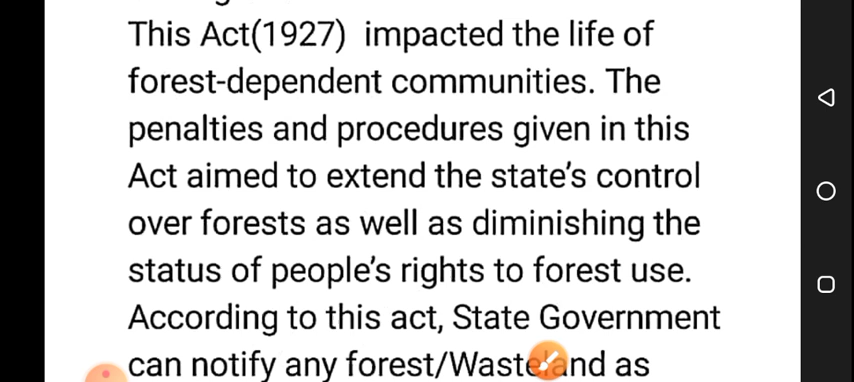 This Act(1927) impacted the life of
forest-dependent communities. The
penalties and procedures given in this
Act aimed to extend the state's control
over forests as well as diminishing the
status of people's rights to forest use.
According to this act, State Government
can notify any forest/Wasteland as